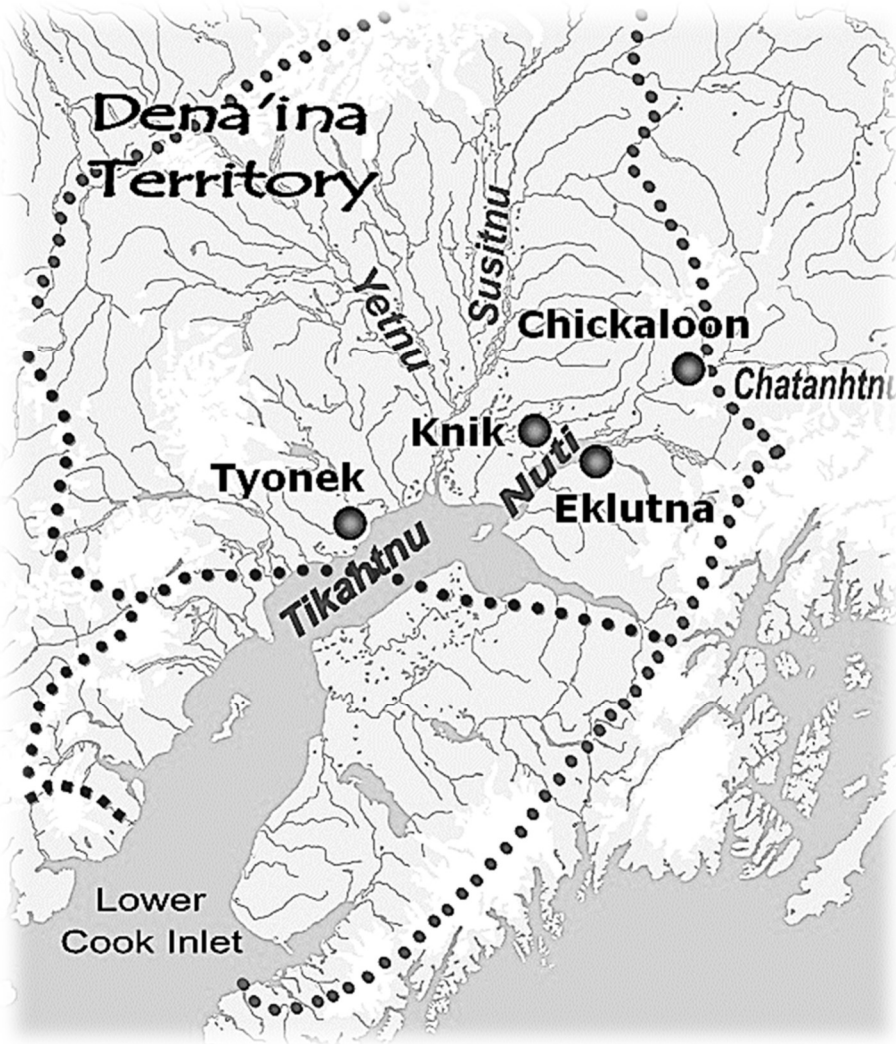 Dena'ina
Territory
Yetnu
Susitnu
Chickaloon
Chatanhtnu
Knik
Nuti
Tyonek
Eklutna
Tikahtnu
Lower
Cook Inlet